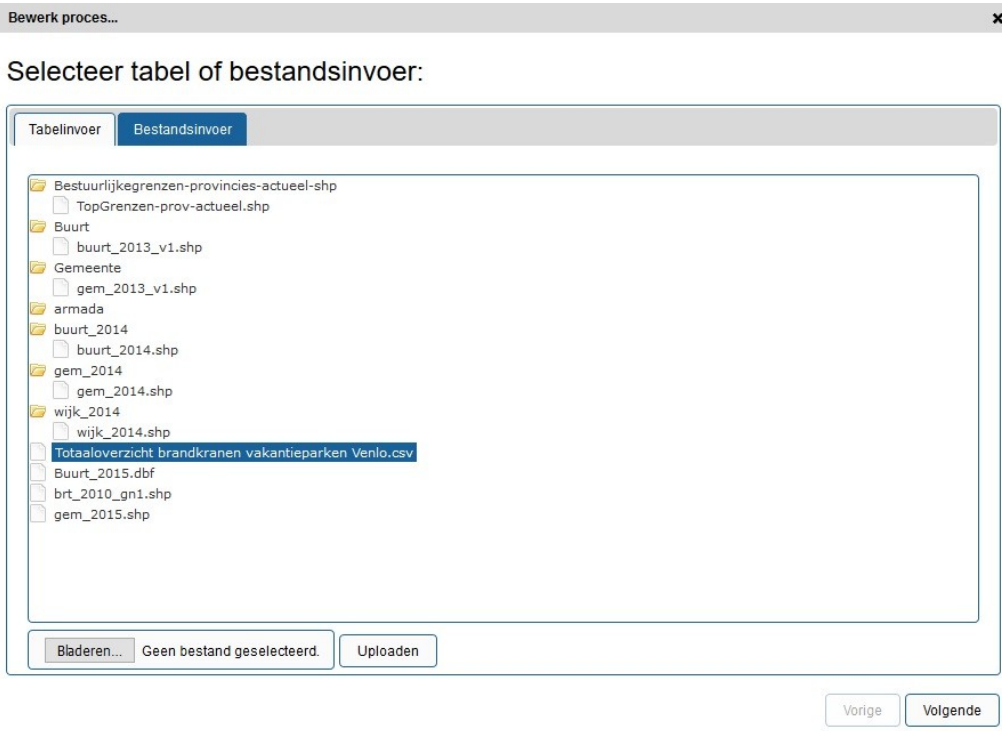 Bewerk proces...
Selecteer tabel of bestandsinvoer:
Tabelinvoer Bestandsinvoer
Bestuurlijkegrenzen-provincies-actueel-shp
TopGrenzen-prov-actueel.shp
Buurt
buurt_2013_v1.shp
Gemeente
gem_2013_v1.shp
armada
buurt_2014
buurt_2014.shp
gem_2014
gem_2014.shp
wijk_2014
wijk_2014.shp
Totaaloverzicht brandkranen vakantieparken Venlo.csv
Buurt_2015.dbf
brt_2010_gn1.shp
gem_2015.shp
Bladeren... Geen bestand geselecteerd. Uploaden
Vorige Volgende